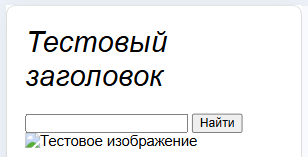 Тестовый
заголовок
Найти
Тестовое изображение